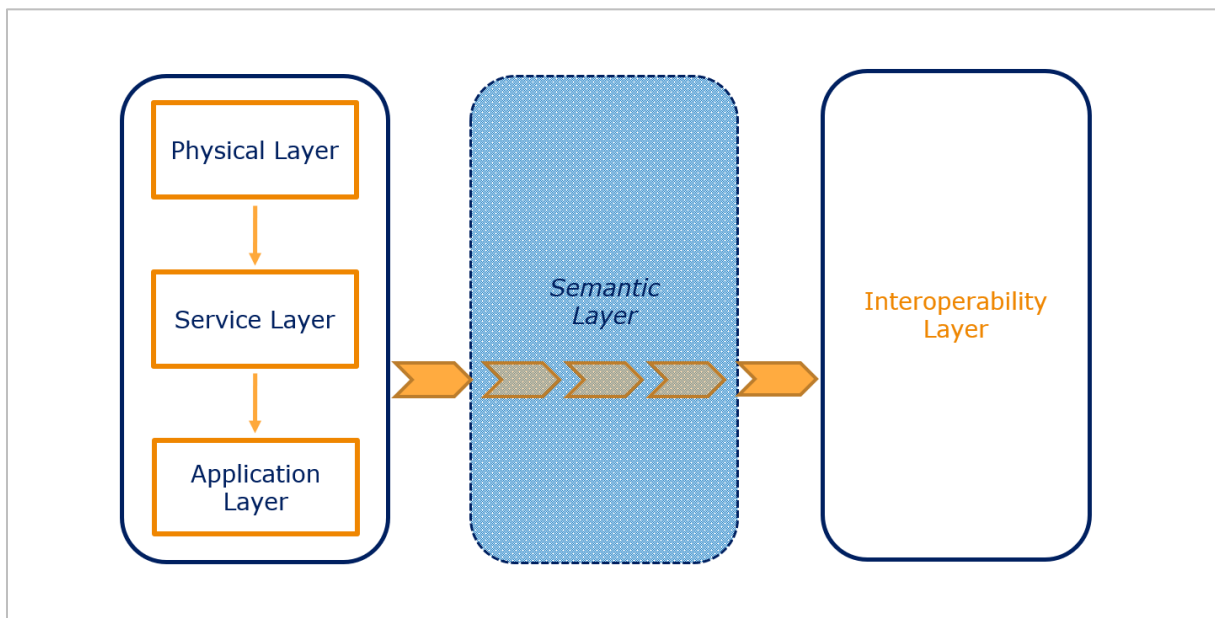 Physical Layer
Service Layer
Application
Layer
Semantic
Layer
Interoperability
Layer